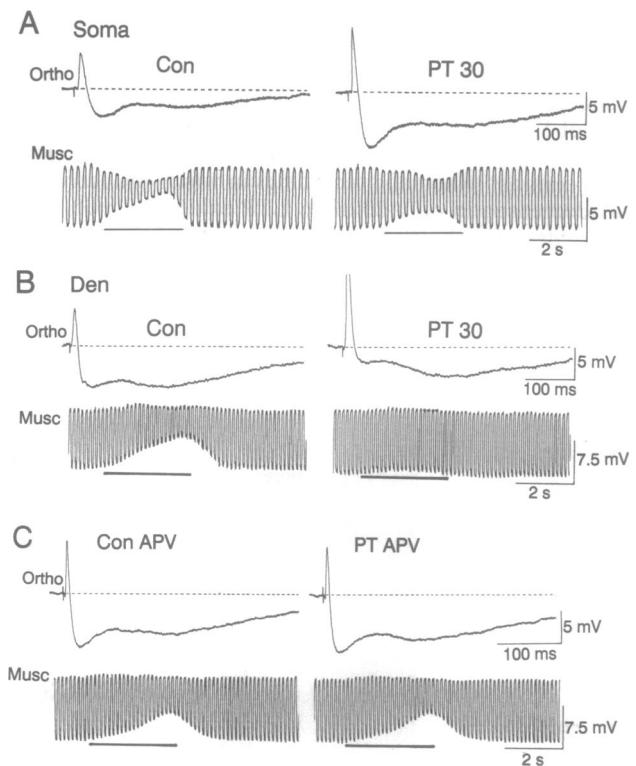 A Soma
Ortho Con PT 30
5 mV
100 ms
Musc
5 mV
2 s
B Den
Ortho Con PT 30
5 mV
100 ms
Musc
7.5 mV
2 s
C Con APV PT APV
Ortho
5 mV
100 ms
Musc
7.5 mV
2 s